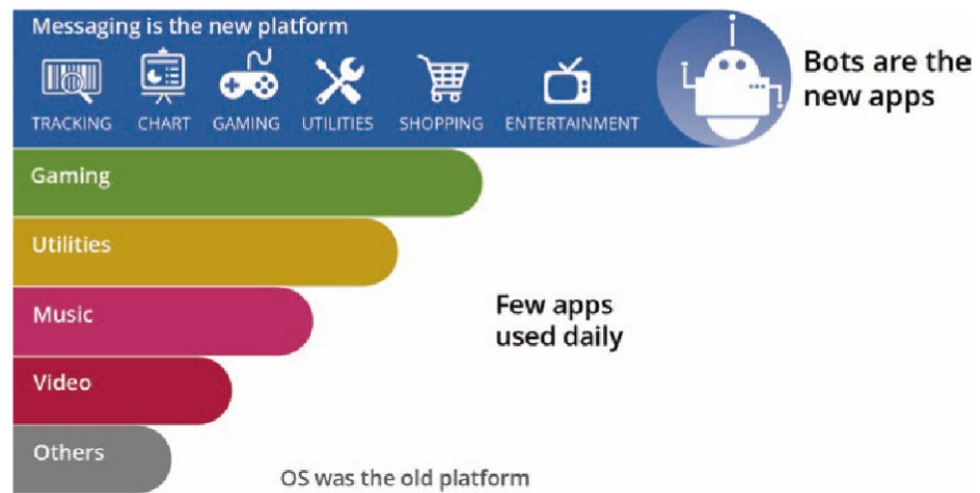 Messaging is the new platform
TRACKING CHART GAMING UTILITIES SHOPPING ENTERTAINMENT
Bots are the
new apps
Gaming
Utilities
Music
Few apps
used daily
Video
Others
OS was the old platform